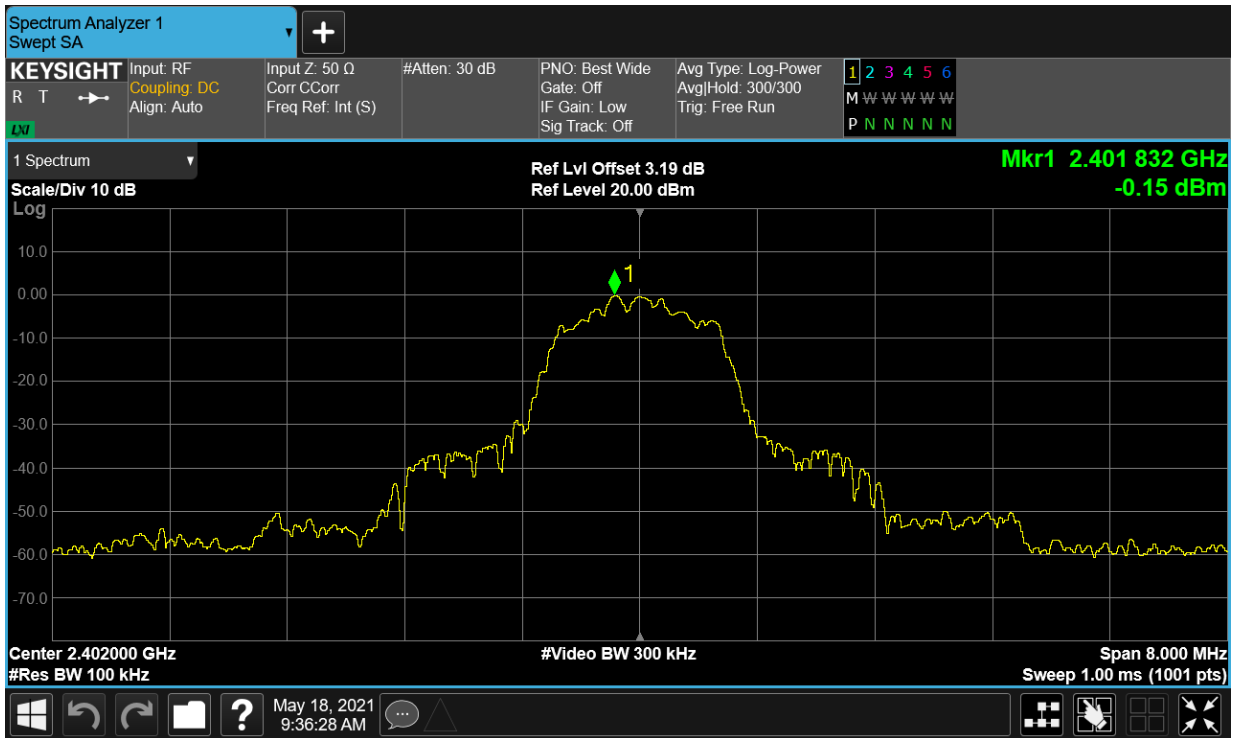 Spectrum Analyzer 1
Swept SA
+
KEYSIGHT
R T
LXI
Input: RF
Coupling: DC
Align: Auto
Input Z: 50 Ω
Corr CCorr
Freq Ref: Int (S)
#Atten: 30 dB
PNO: Best Wide
Gate: Off
IF Gain: Low
Sig Track: Off
Avg Type: Log-Power
Avg|Hold: 300/300
Trig: Free Run
1 2 3 4 5 6
M W W W W W
P N N N N N
1 Spectrum
Scale/Div 10 dB
Log
Ref Lvl Offset 3.19 dB
Ref Level 20.00 dBm
Mkr1 2.401 832 GHz
-0.15 dBm
10.0
1
0.00
-10.0
-20.0
-30.0
-40.0
-50.0
-60.0
-70.0
Center 2.402000 GHz
#Res BW 100 kHz
#Video BW 300 kHz
Span 8.000 MHz
Sweep 1.00 ms (1001 pts)
?
May 18, 2021
9:36:28 AM